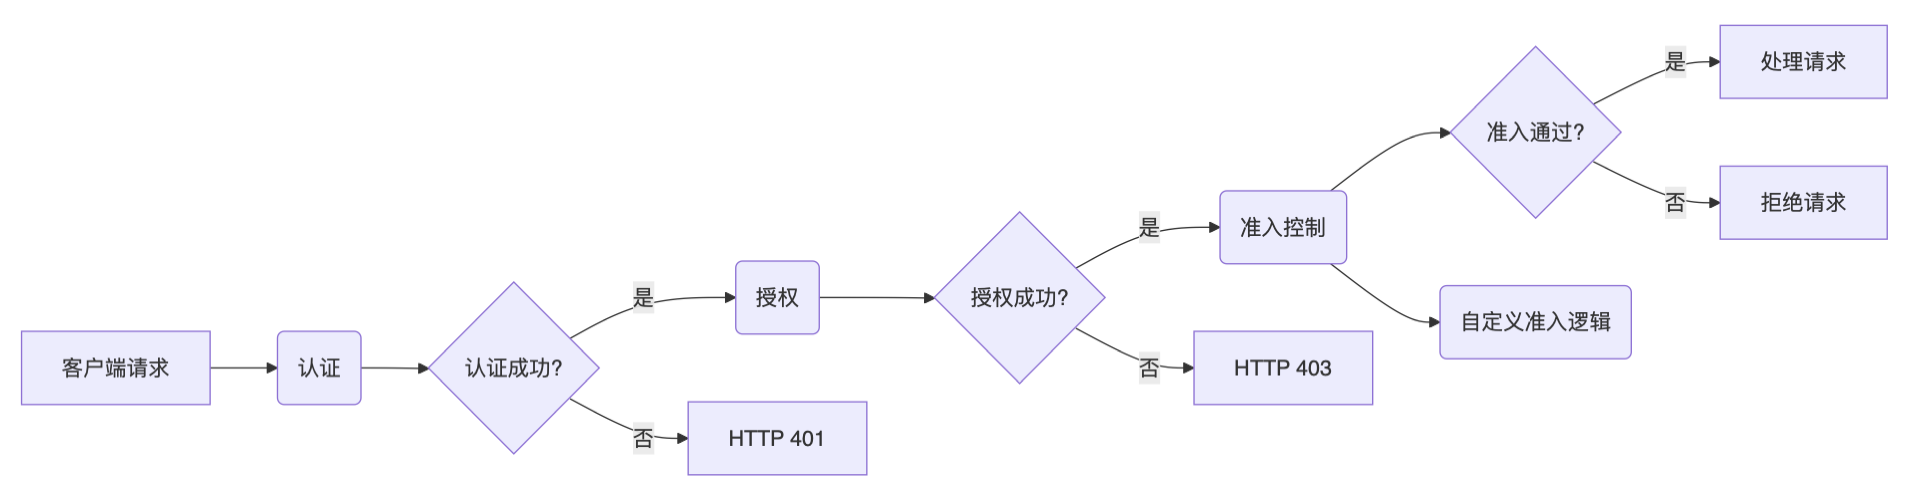 客户端请求
认证
认证成功?
是
否
授权
HTTP 401
授权成功?
是
否
准入控制
HTTP 403
准入通过?
自定义准入逻辑
是
否
处理请求
拒绝请求